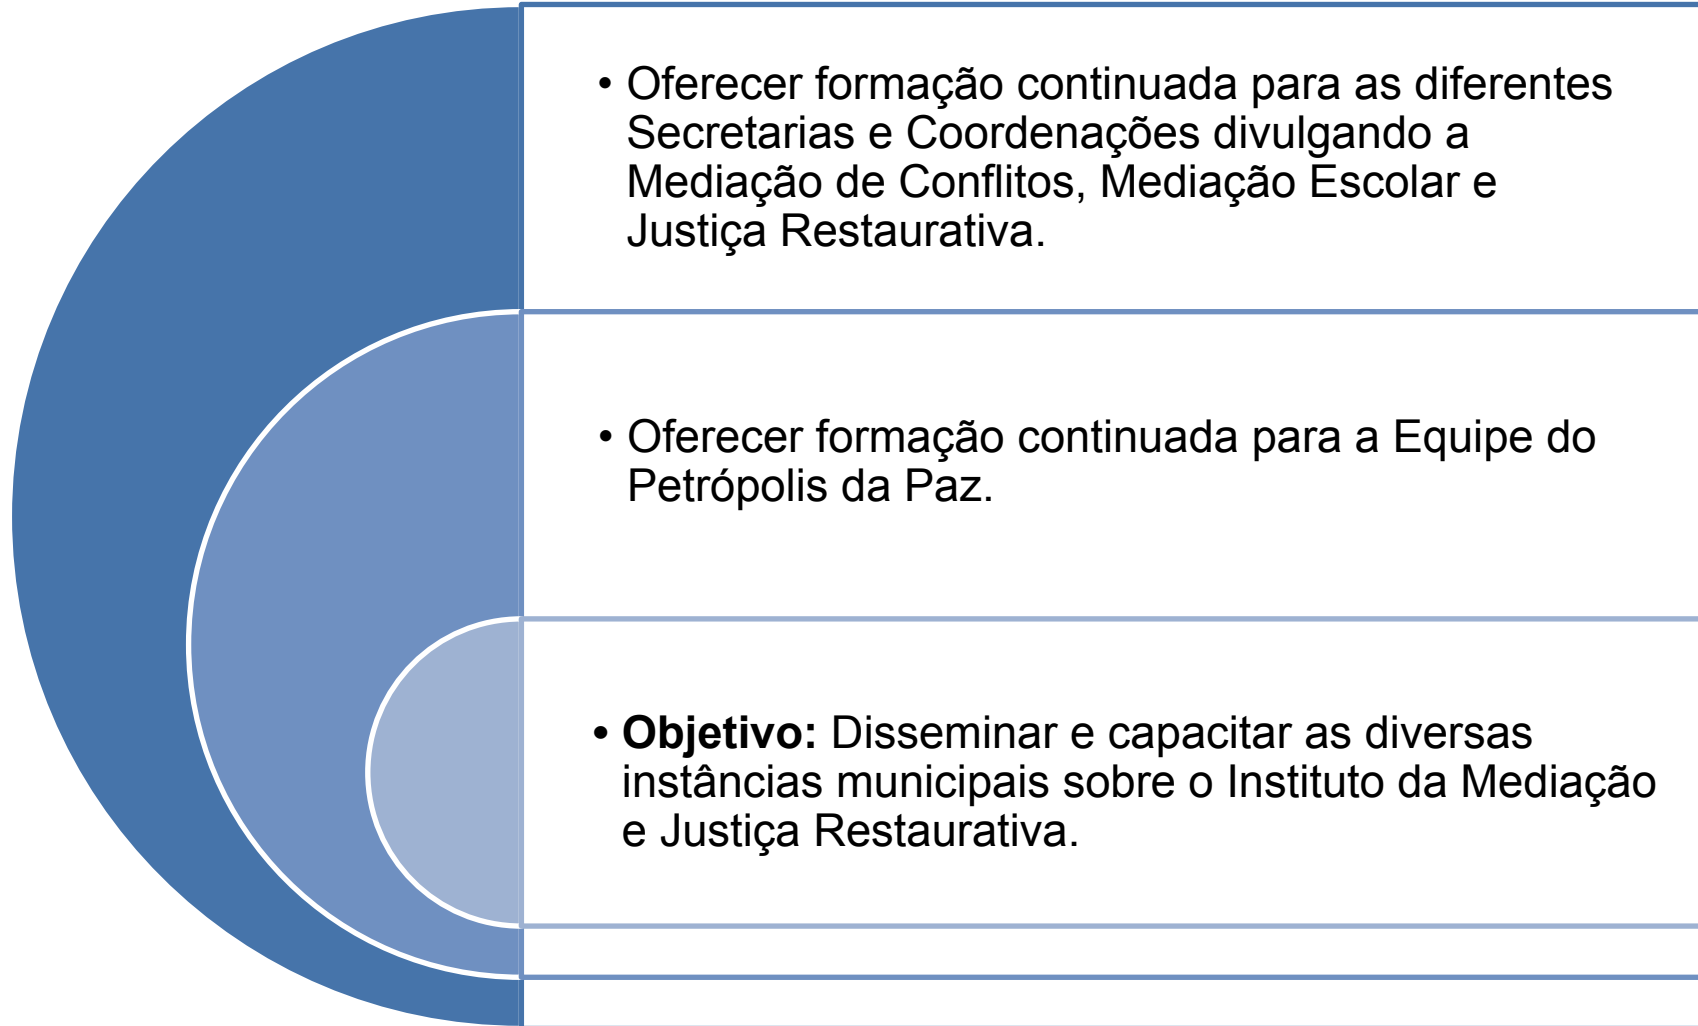 • Oferecer formação continuada para as diferentes
Secretarias e Coordenações divulgando a
Mediação de Conflitos, Mediação Escolar e
Justiça Restaurativa.
• Oferecer formação continuada para a Equipe do
Petrópolis da Paz.
• Objetivo: Disseminar e capacitar as diversas
instâncias municipais sobre o Instituto da Mediação
e Justiça Restaurativa.